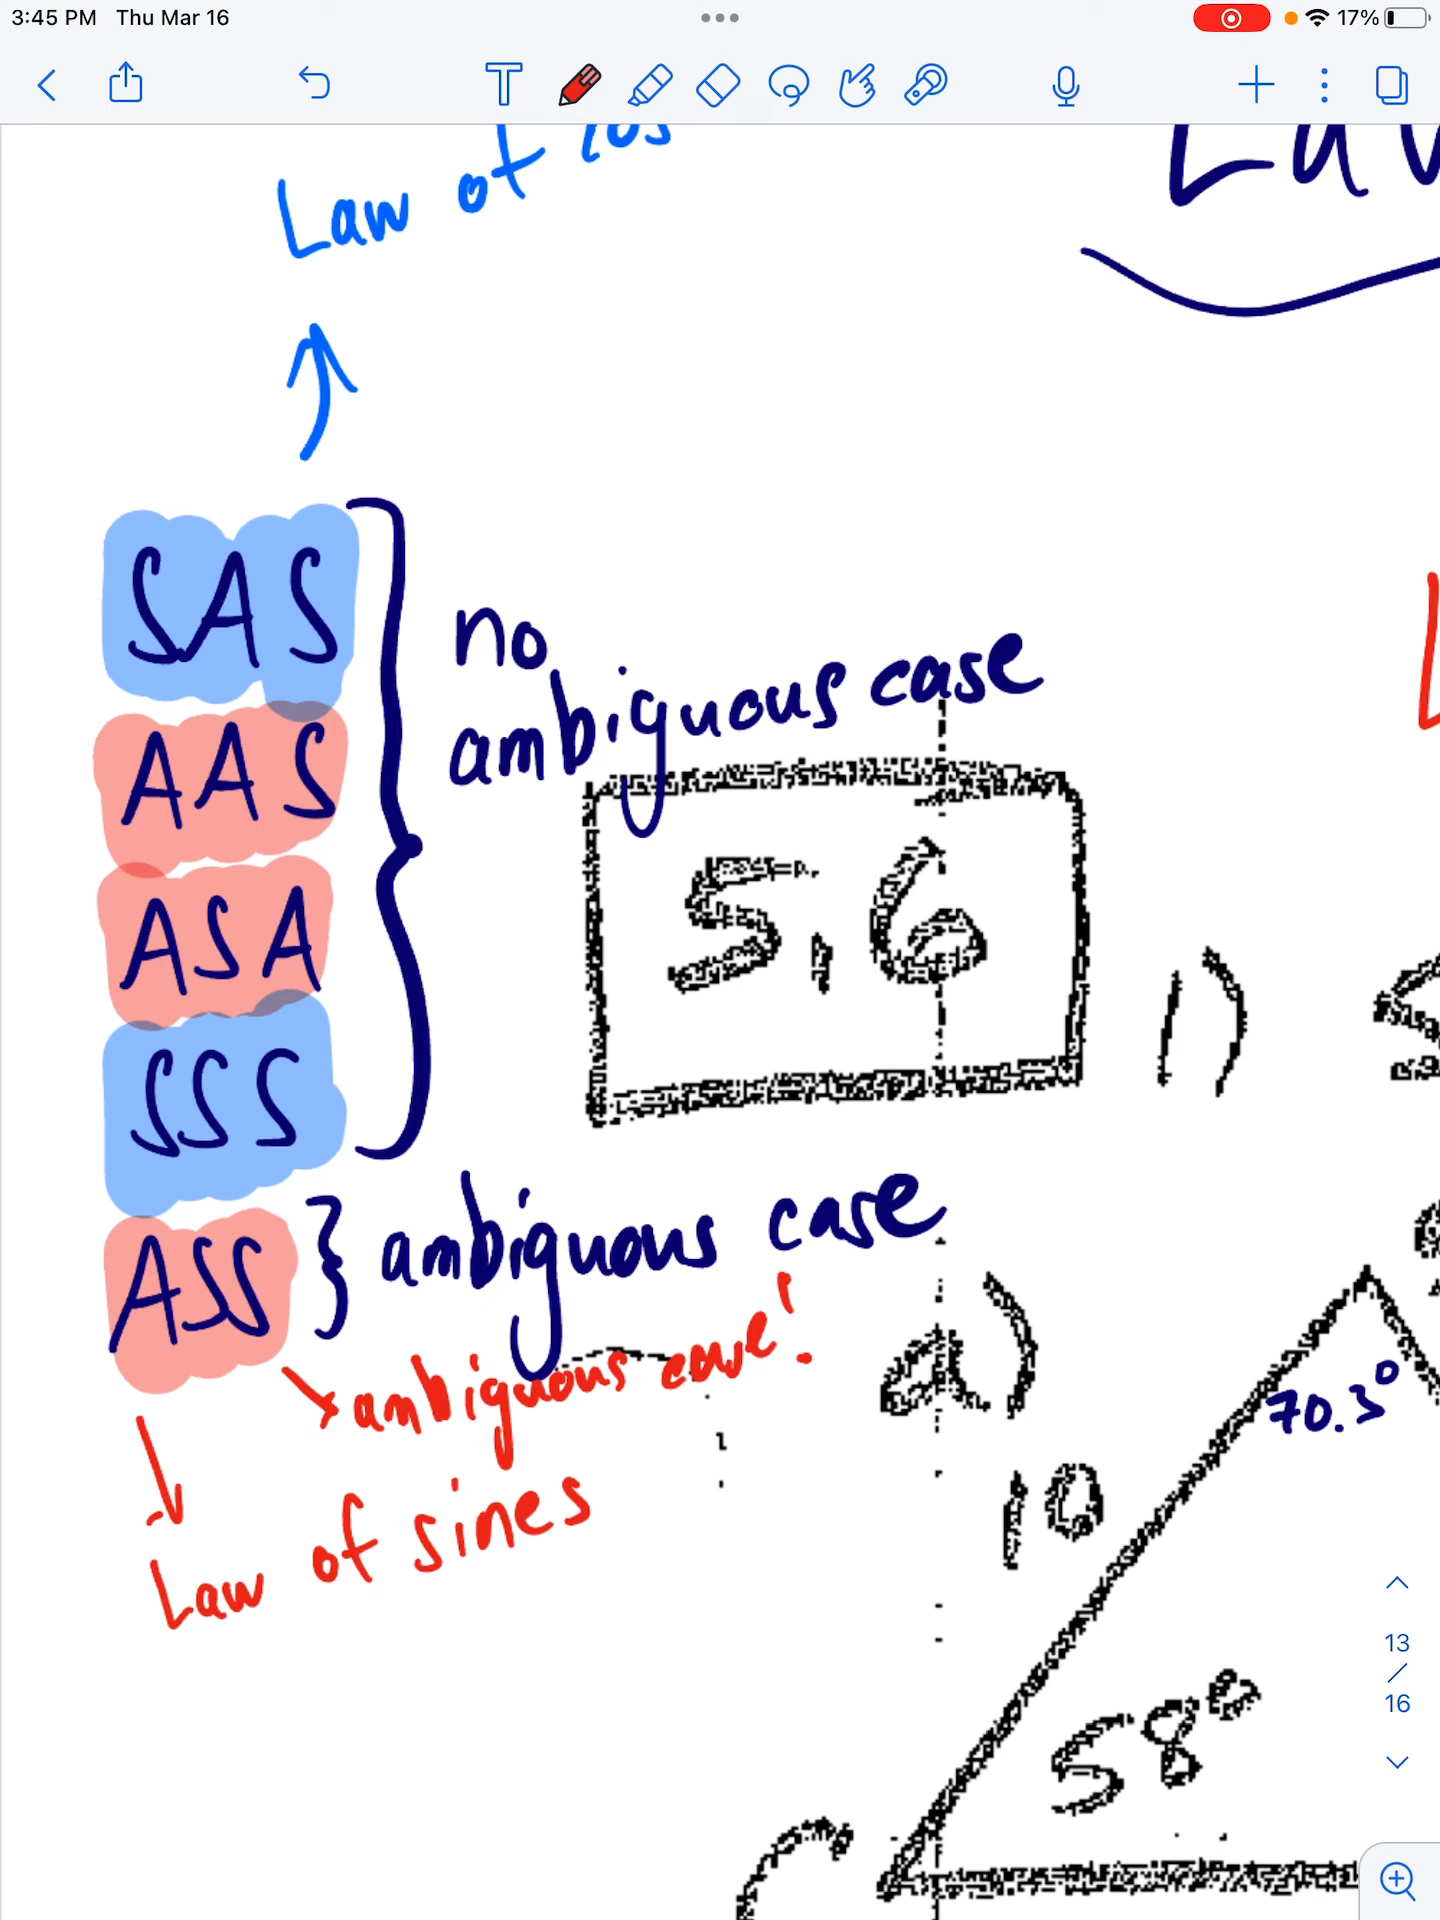 3:45 PM Thu Mar 16
17%
T
Law of cos
SAS
AAS
ASA
SSS
no
ambiguous case
5.6
1)
ASS
ambiguous case
ambiguous case!
Law of sines
a)
70.3°
10
58°
13
/
16